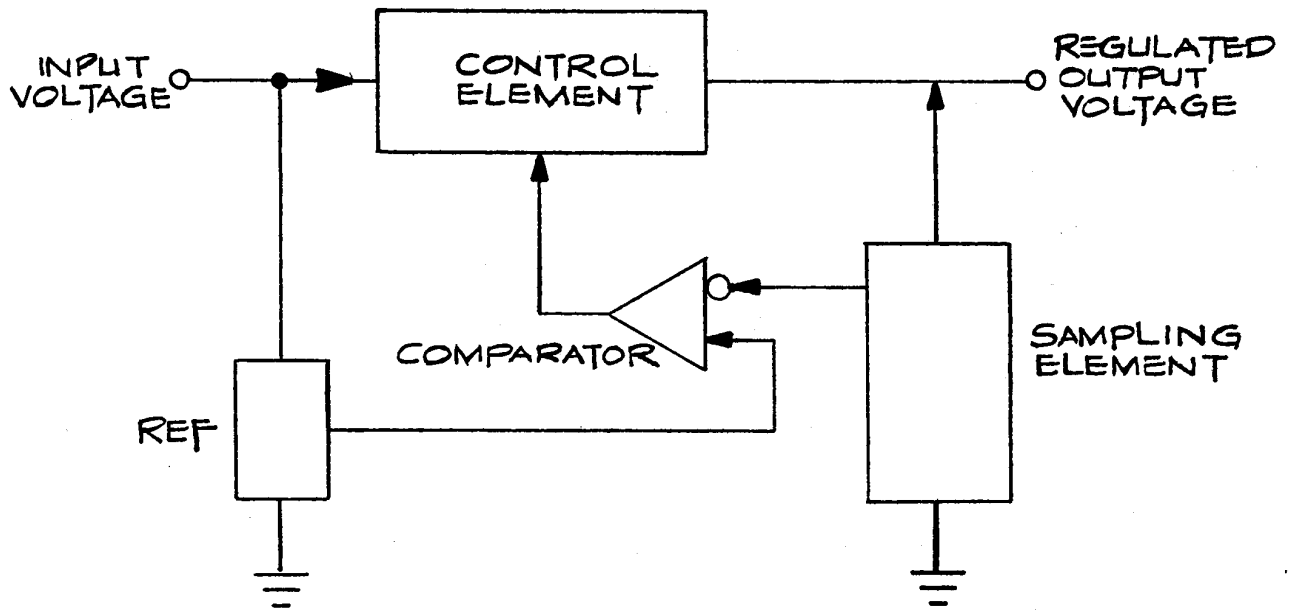 INPUT
VOLTAGE
CONTROL
ELEMENT
REGULATED
OUTPUT
VOLTAGE
COMPARATOR
SAMPLING
ELEMENT
REF